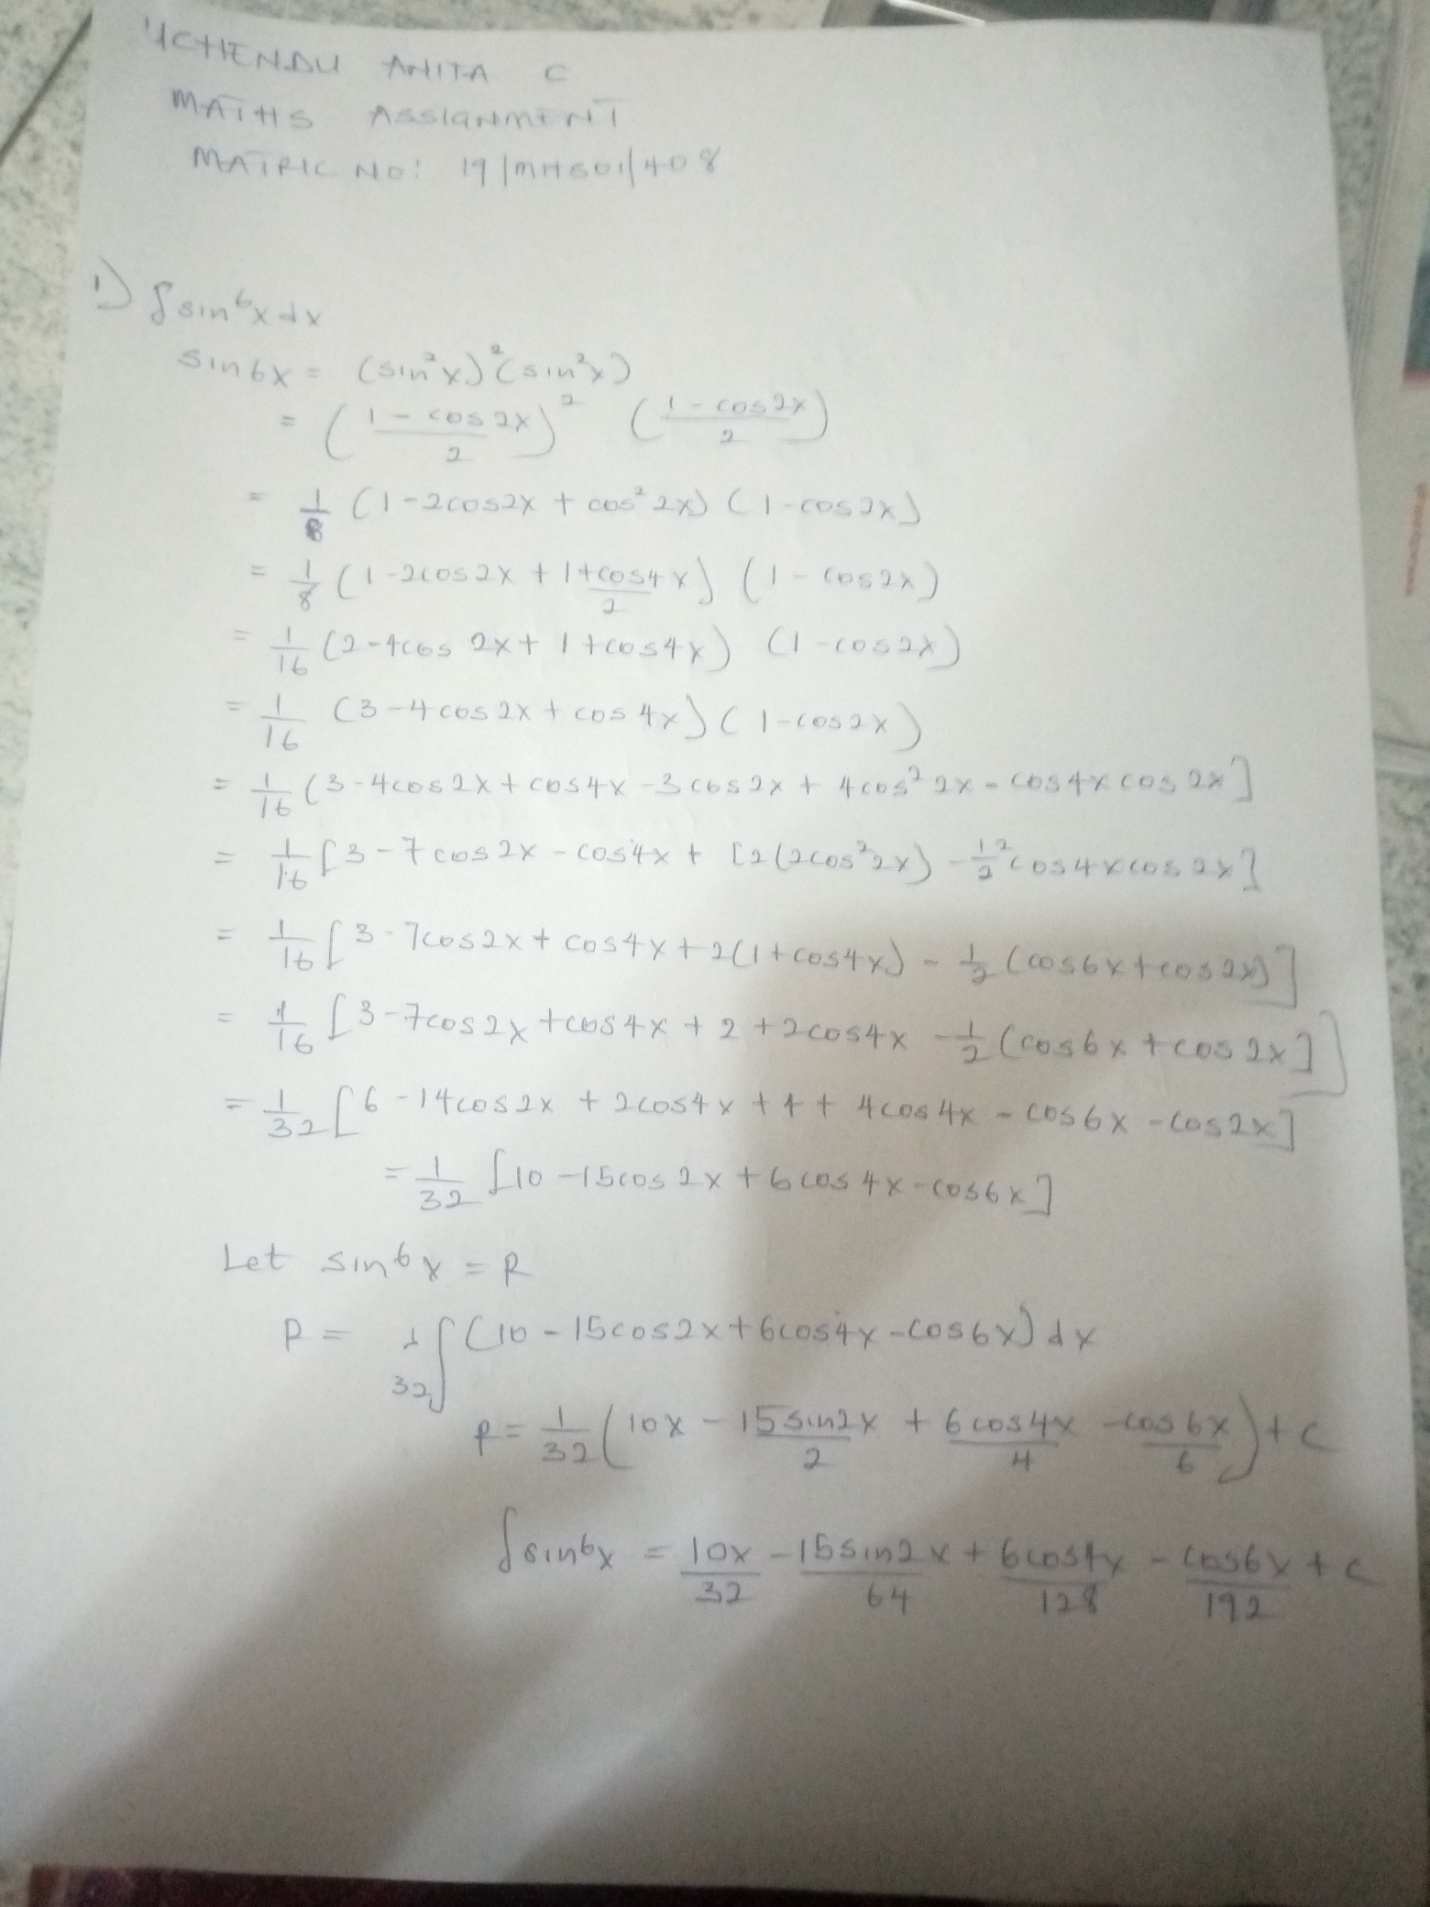 UCHENDU ANITA C
MATHS ASSIGNMENT
MATRIC NO: 19/MHS01/408
1) ∫sin⁶x dx
sin6x = (sin²x)²(sin²x)
= ((1 - cos2x)/2)² ((1 - cos2x)/2)
= 1/8 (1 - 2cos2x + cos²2x) (1 - cos2x)
= 1/8 (1 - 2cos2x + (1 + cos4x)/2) (1 - cos2x)
= 1/16 (2 - 4cos 2x + 1 + cos4x) (1 - cos2x)
= 1/16 (3 - 4cos2x + cos4x) (1 - cos2x)
= 1/16 (3 - 4cos2x + cos4x - 3cos2x + 4cos²2x - cos4x cos2x]
= 1/16 [3 - 7cos2x - cos4x + [2(2cos²2x) - 1/2 ²cos4xcos2x]
= 1/16 [3 - 7cos2x + cos4x + 2(1 + cos4x) - 1/2 (cos6x + cos2x)]
= 1/16 [3 - 7cos2x + cos4x + 2 + 2cos4x - 1/2 (cos6x + cos2x]]
= 1/32 [6 - 14cos2x + 2cos4x + 4 + 4cos4x - cos6x - cos2x]
= 1/32 [10 - 15cos2x + 6cos4x - cos6x]
Let sin⁶x = R
R = 1/32 ∫(10 - 15cos2x + 6cos4x - cos6x) dx
R = 1/32 (10x - 15sin2x/2 + 6cos4x/4 - cos6x/6) + c
∫sin6x = 10x/32 - 15sin2x/64 + 6cos4x/128 - cos6x/192 + c